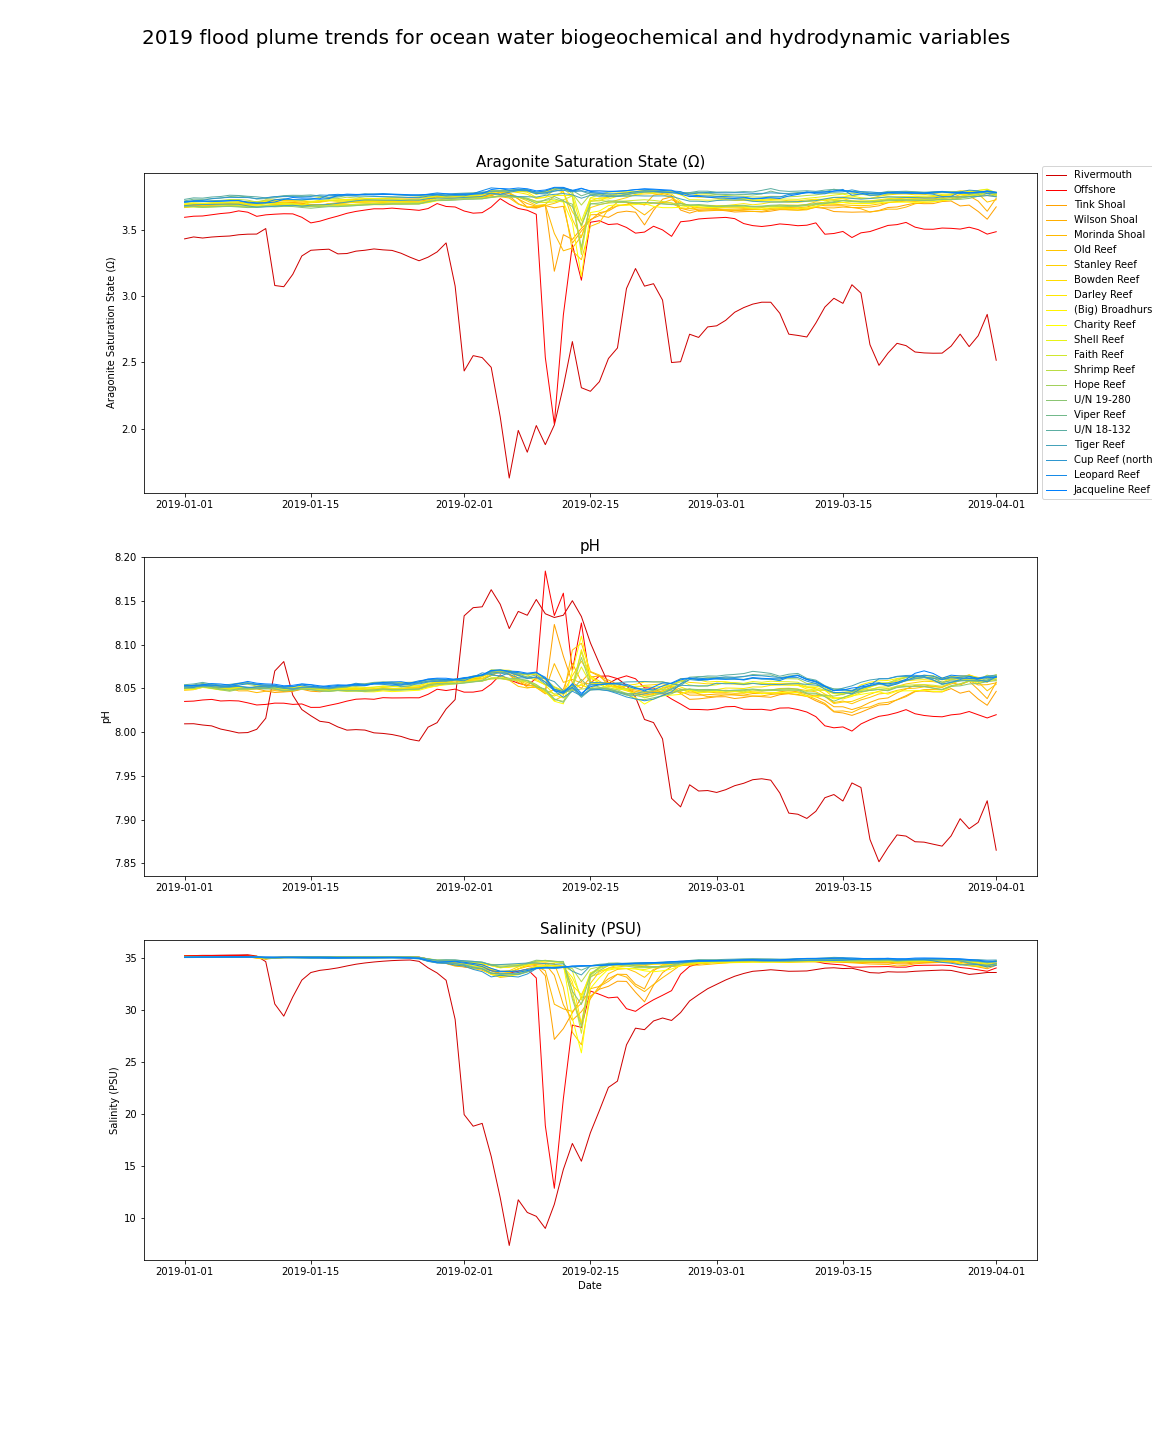 2019 flood plume trends for ocean water biogeochemical and hydrodynamic variables
Aragonite Saturation State (Ω)
Aragonite Saturation State (Ω)
3.5
3.0
2.5
2.0
2019-01-01 2019-01-15 2019-02-01 2019-02-15 2019-03-01 2019-03-15 2019-04-01
Rivermouth
Offshore
Tink Shoal
Wilson Shoal
Morinda Shoal
Old Reef
Stanley Reef
Bowden Reef
Darley Reef
(Big) Broadhurs
Charity Reef
Shell Reef
Faith Reef
Shrimp Reef
Hope Reef
U/N 19-280
Viper Reef
U/N 18-132
Tiger Reef
Cup Reef (north
Leopard Reef
Jacqueline Reef
pH
pH
8.20
8.15
8.10
8.05
8.00
7.95
7.90
7.85
2019-01-01 2019-01-15 2019-02-01 2019-02-15 2019-03-01 2019-03-15 2019-04-01
Salinity (PSU)
Salinity (PSU)
35
30
25
20
15
10
2019-01-01 2019-01-15 2019-02-01 2019-02-15 2019-03-01 2019-03-15 2019-04-01
Date